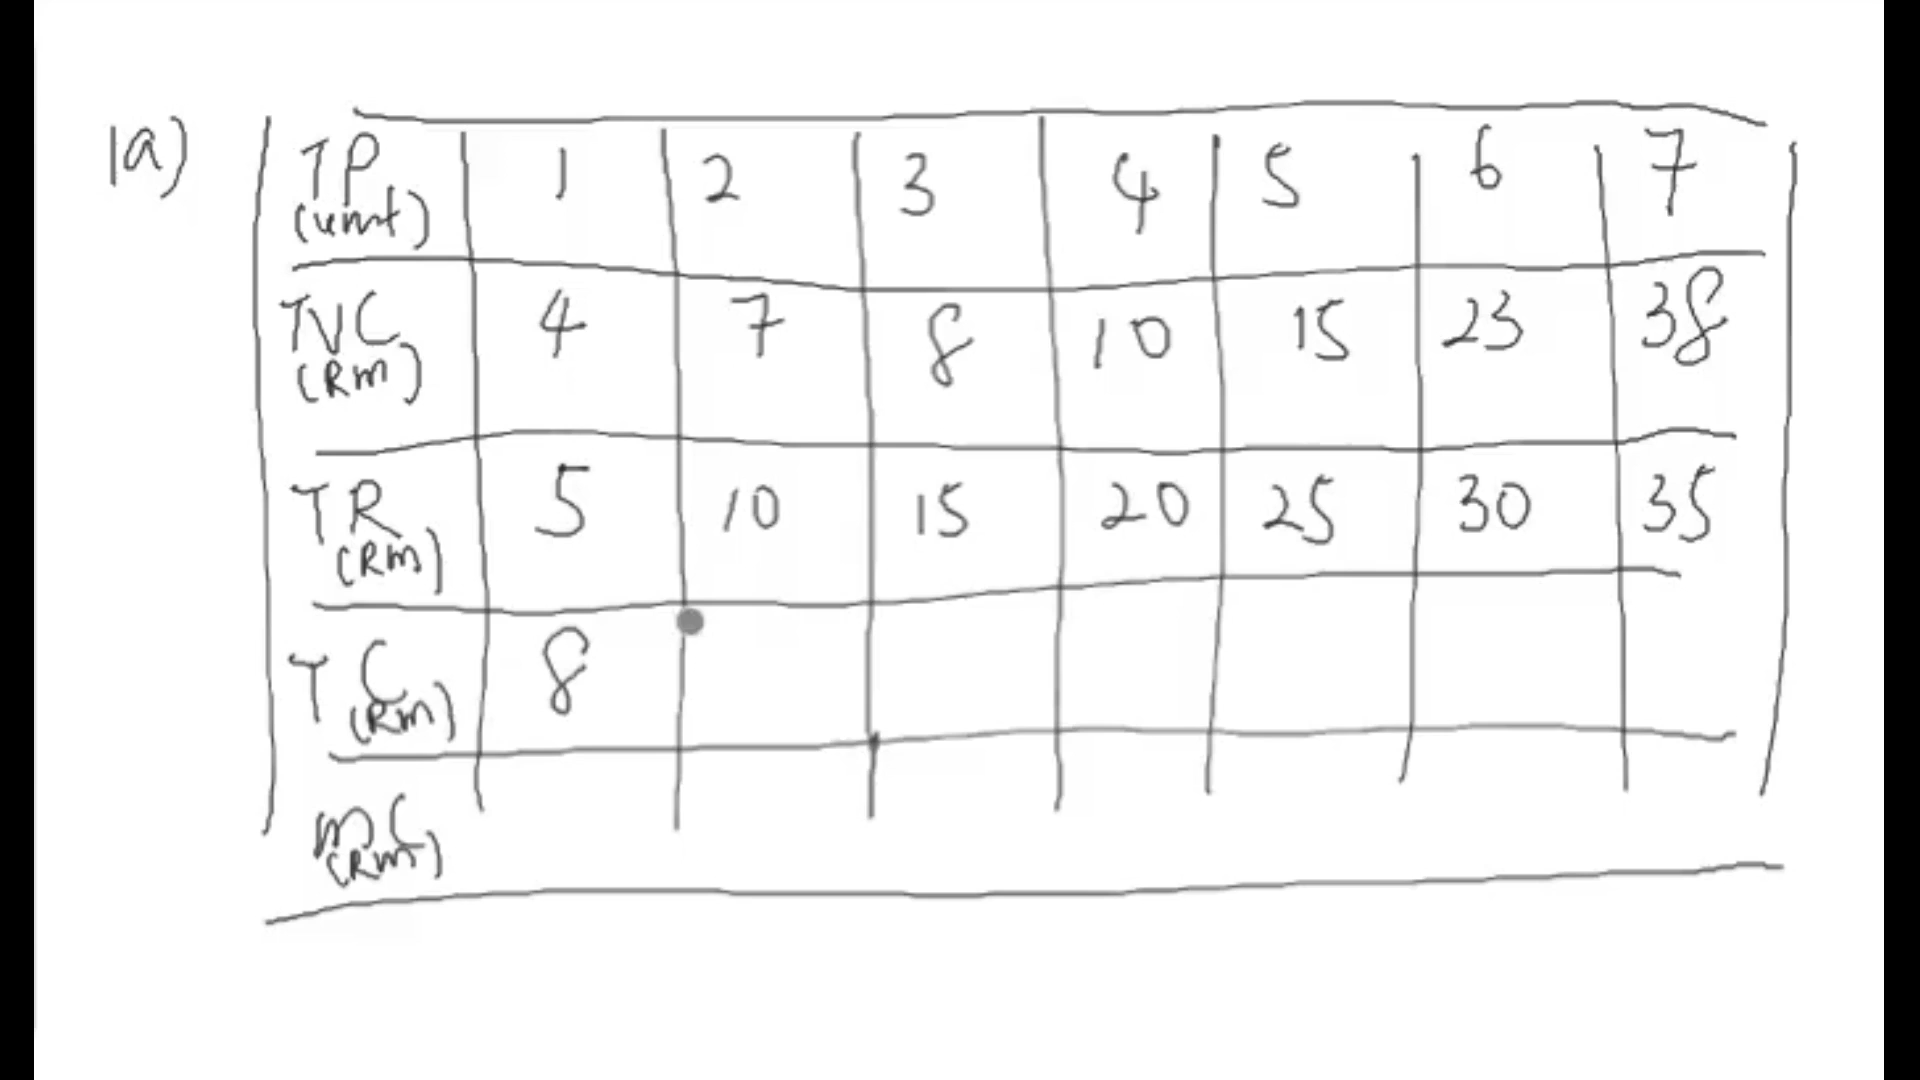 1a)
TP (unit) 1 2 3 4 5 6 7
TVC (Rm) 4 7 8 10 15 23 38
TR (Rm) 5 10 15 20 25 30 35
TC (Rm) 8
MC (Rm)